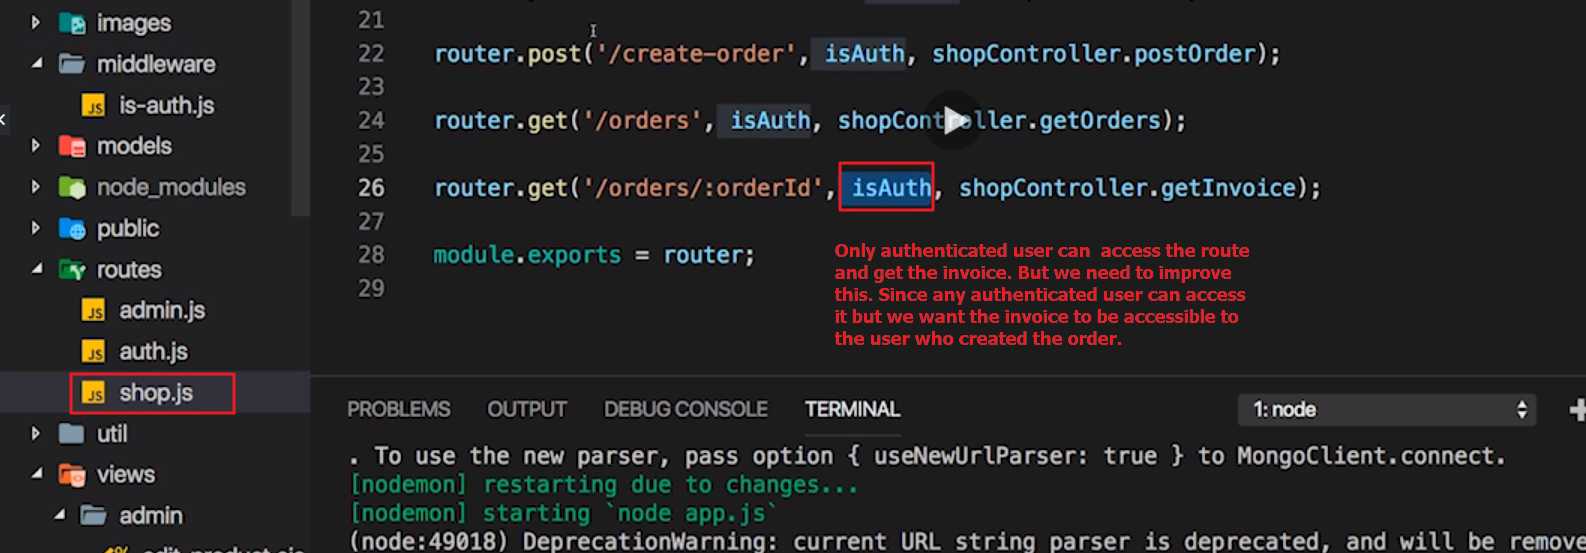 images
middleware
is-auth.js
models
node_modules
public
routes
admin.js
auth.js
shop.js
util
views
admin
21
22 router.post('/create-order', isAuth, shopController.postOrder);
23
24 router.get('/orders', isAuth, shopController.getOrders);
25
26 router.get('/orders/:orderId', isAuth, shopController.getInvoice);
27
28 module.exports = router;
29
Only authenticated user can access the route
and get the invoice. But we need to improve
this. Since any authenticated user can access
it but we want the invoice to be accessible to
the user who created the order.
PROBLEMS OUTPUT DEBUG CONSOLE TERMINAL 1: node
. To use the new parser, pass option { useNewUrlParser: true } to MongoClient.connect.
[nodemon] restarting due to changes...
[nodemon] starting `node app.js`
(node:49018) DeprecationWarning: current URL string parser is deprecated, and will be remove